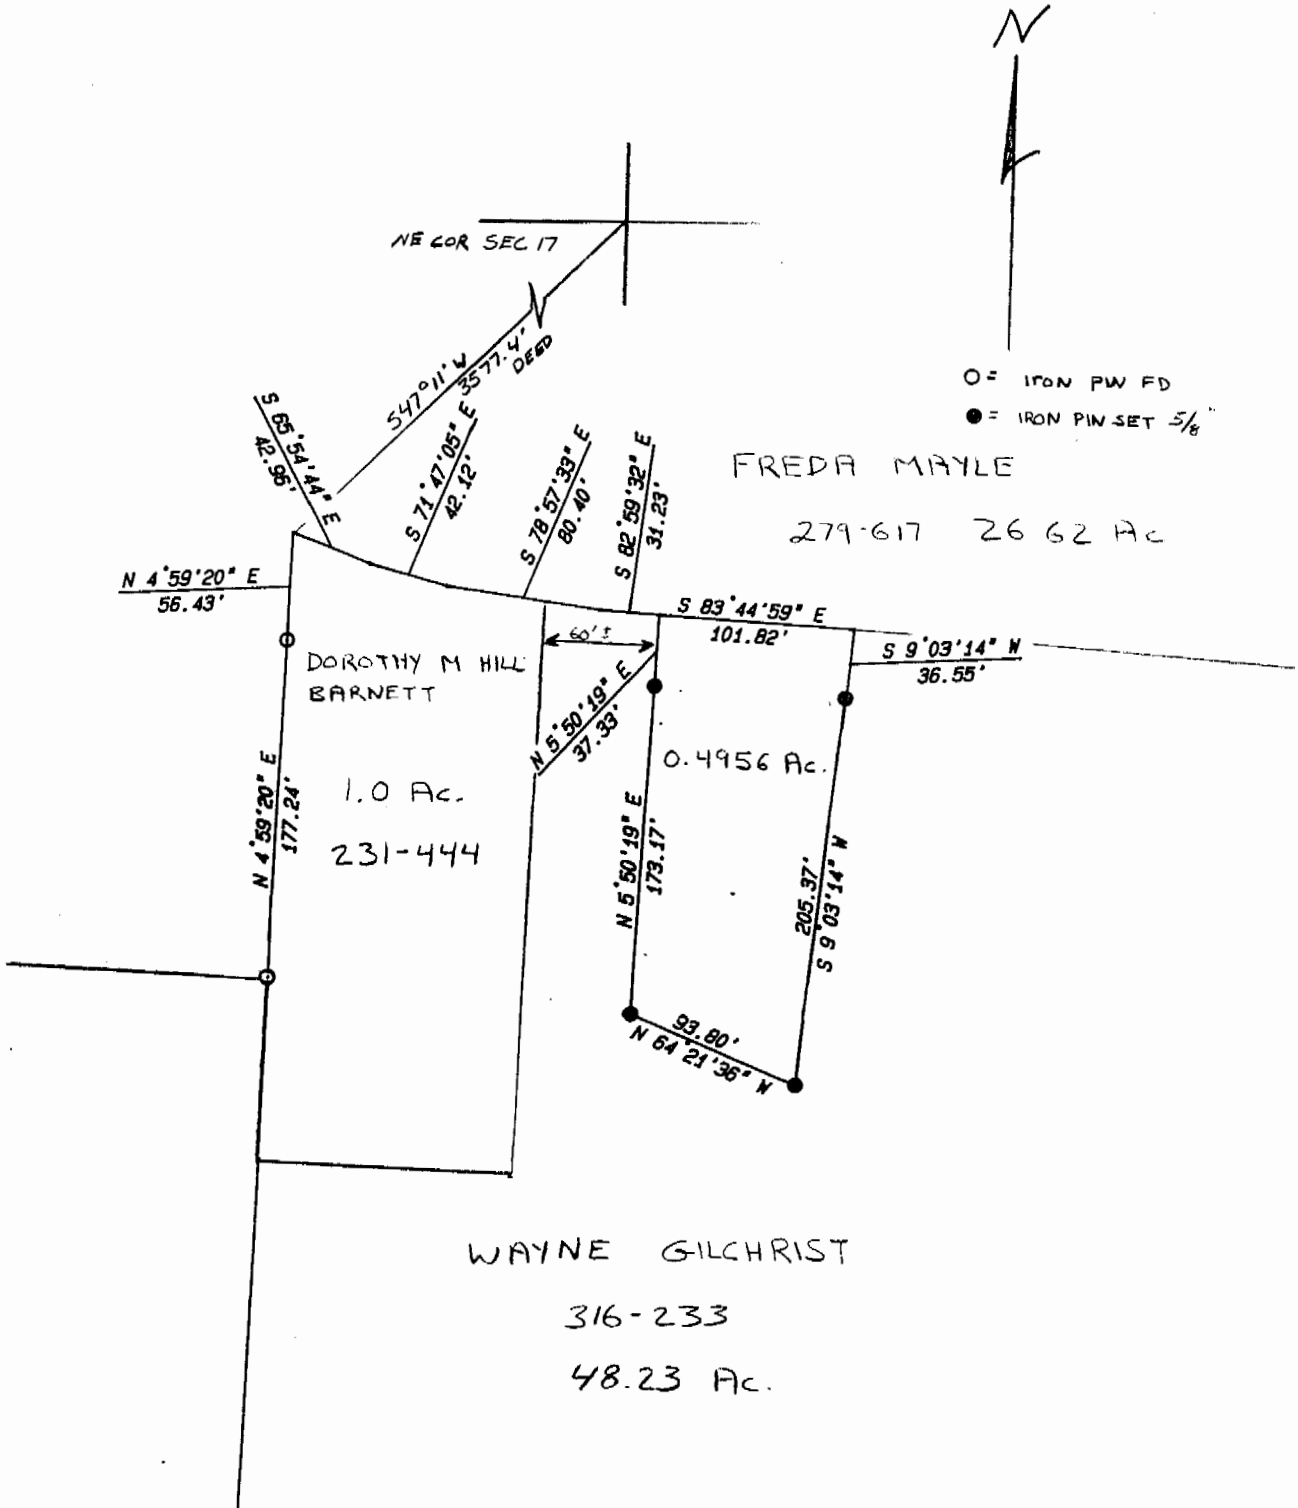 N
NE COR SEC 17
S47°11' W
3577.4'
DEED
O = IRON PIN FD
● = IRON PIN SET 5/8"
S 65°54'44" E
42.96'
S 71°47'05" E
42.12'
S 78°57'33" E
80.40'
S 82°59'32" E
31.23'
FREDA MAYLE
279-617 26 62 Ac
N 4°59'20" E
56.43'
S 83°44'59" E
101.82'
60'±
S 9°03'14" W
36.55'
DOROTHY M HILL
BARNETT
N 5°50'19" E
37.33'
0.4956 Ac.
1.0 Ac.
231-444
N 4°59'20" E
177.24'
N 5°50'19" E
173.17'
205.37'
S 9°03'14" W
93.80'
N 64°21'36" W
WAYNE GILCHRIST
316-233
48.23 Ac.